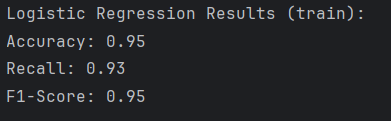 Logistic Regression Results (train):
Accuracy: 0.95
Recall: 0.93
F1-Score: 0.95